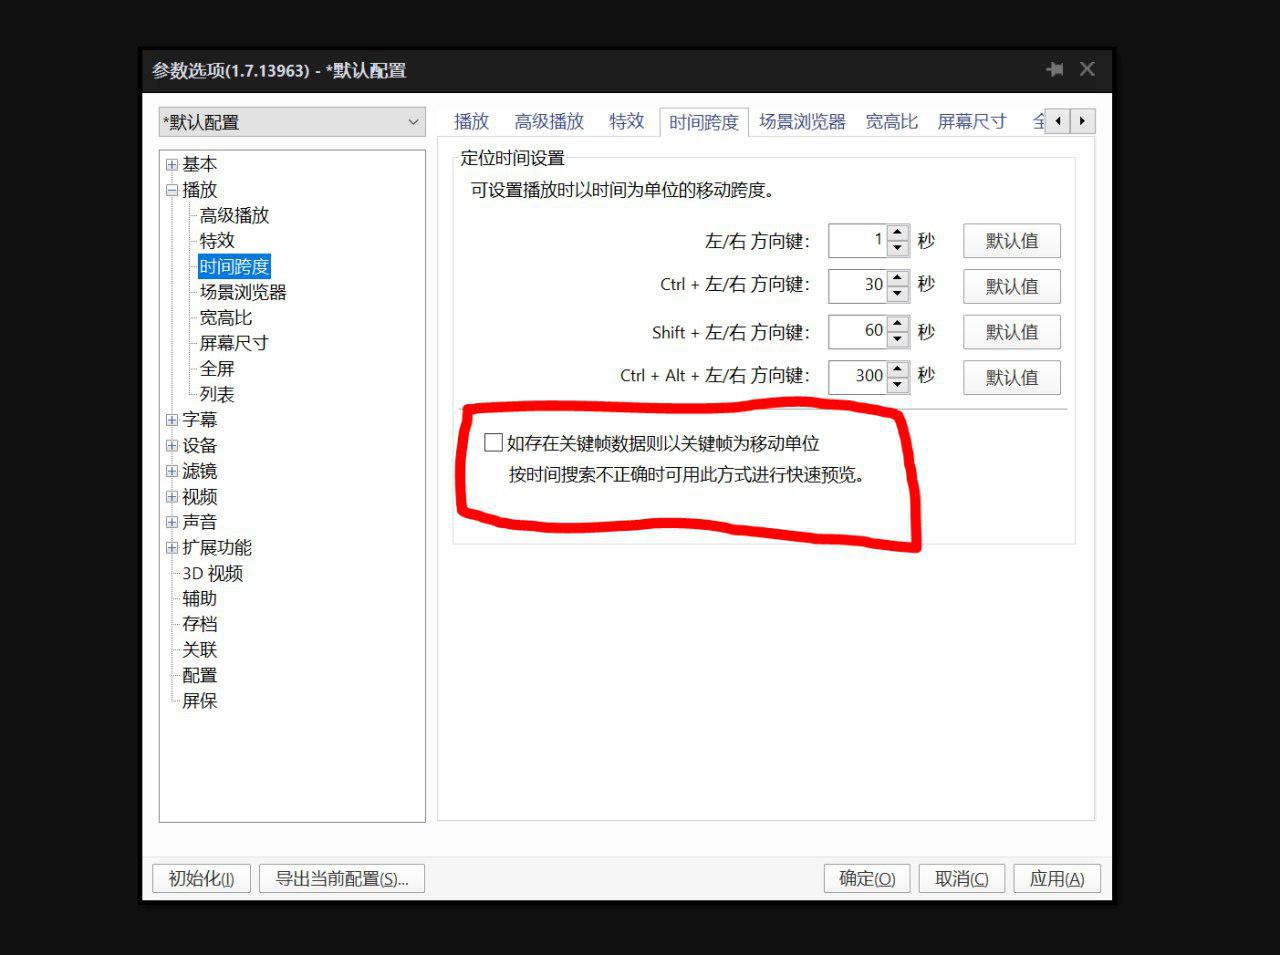 参数选项(1.7.13963) - *默认配置
*默认配置
基本
播放
高级播放
特效
时间跨度
场景浏览器
宽高比
屏幕尺寸
全屏
列表
字幕
设备
滤镜
视频
声音
扩展功能
3D 视频
辅助
存档
关联
配置
屏保
播放 高级播放 特效 时间跨度 场景浏览器 宽高比 屏幕尺寸
定位时间设置
可设置播放时以时间为单位的移动跨度。
左/右 方向键: 1 秒 默认值
Ctrl + 左/右 方向键: 30 秒 默认值
Shift + 左/右 方向键: 60 秒 默认值
Ctrl + Alt + 左/右 方向键: 300 秒 默认值
如存在关键帧数据则以关键帧为移动单位
按时间搜索不正确时可用此方式进行快速预览。
初始化(I) 导出当前配置(S)... 确定(O) 取消(C) 应用(A)